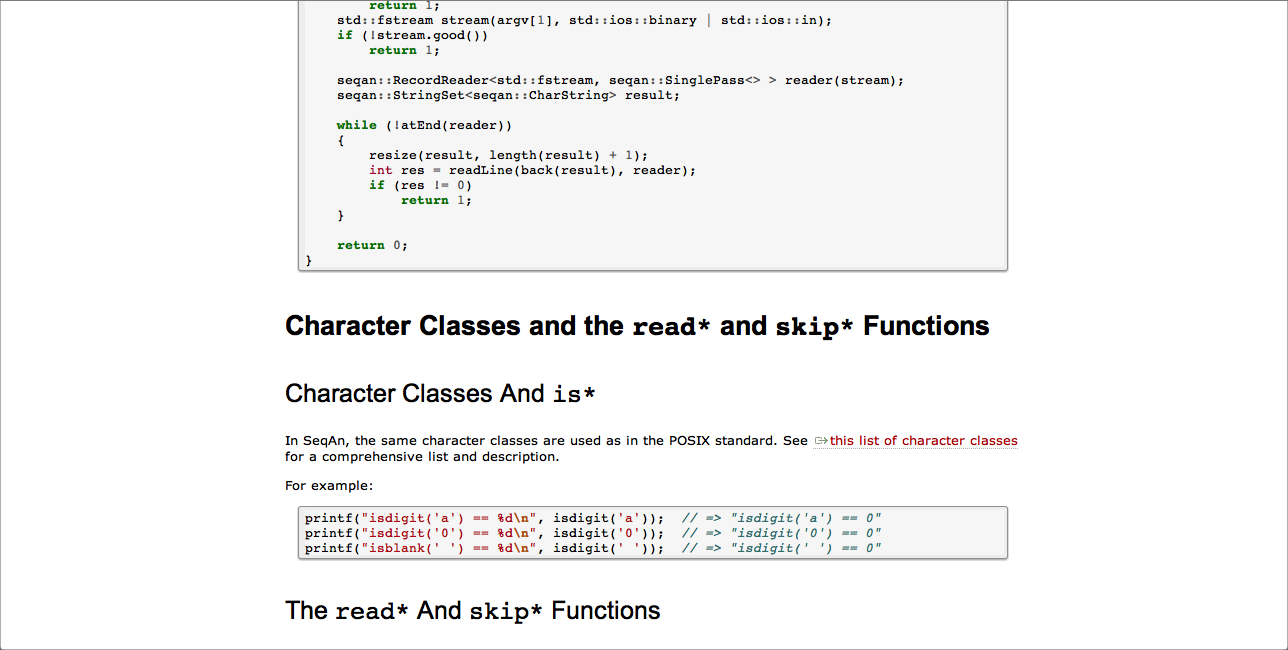 return 1;
    std::fstream stream(argv[1], std::ios::binary | std::ios::in);
    if (!stream.good())
        return 1;

    seqan::RecordReader<std::fstream, seqan::SinglePass<> > reader(stream);
    seqan::StringSet<seqan::CharString> result;

    while (!atEnd(reader))
    {
        resize(result, length(result) + 1);
        int res = readLine(back(result), reader);
        if (res != 0)
            return 1;
    }

    return 0;
}
Character Classes and the read* and skip* Functions
Character Classes And is*
In SeqAn, the same character classes are used as in the POSIX standard. See this list of character classes
for a comprehensive list and description.
For example:
printf("isdigit('a') == %d\n", isdigit('a'));  // => "isdigit('a') == 0"
printf("isdigit('0') == %d\n", isdigit('0'));  // => "isdigit('0') == 0"
printf("isblank(' ') == %d\n", isdigit(' '));  // => "isdigit(' ') == 0"
The read* And skip* Functions